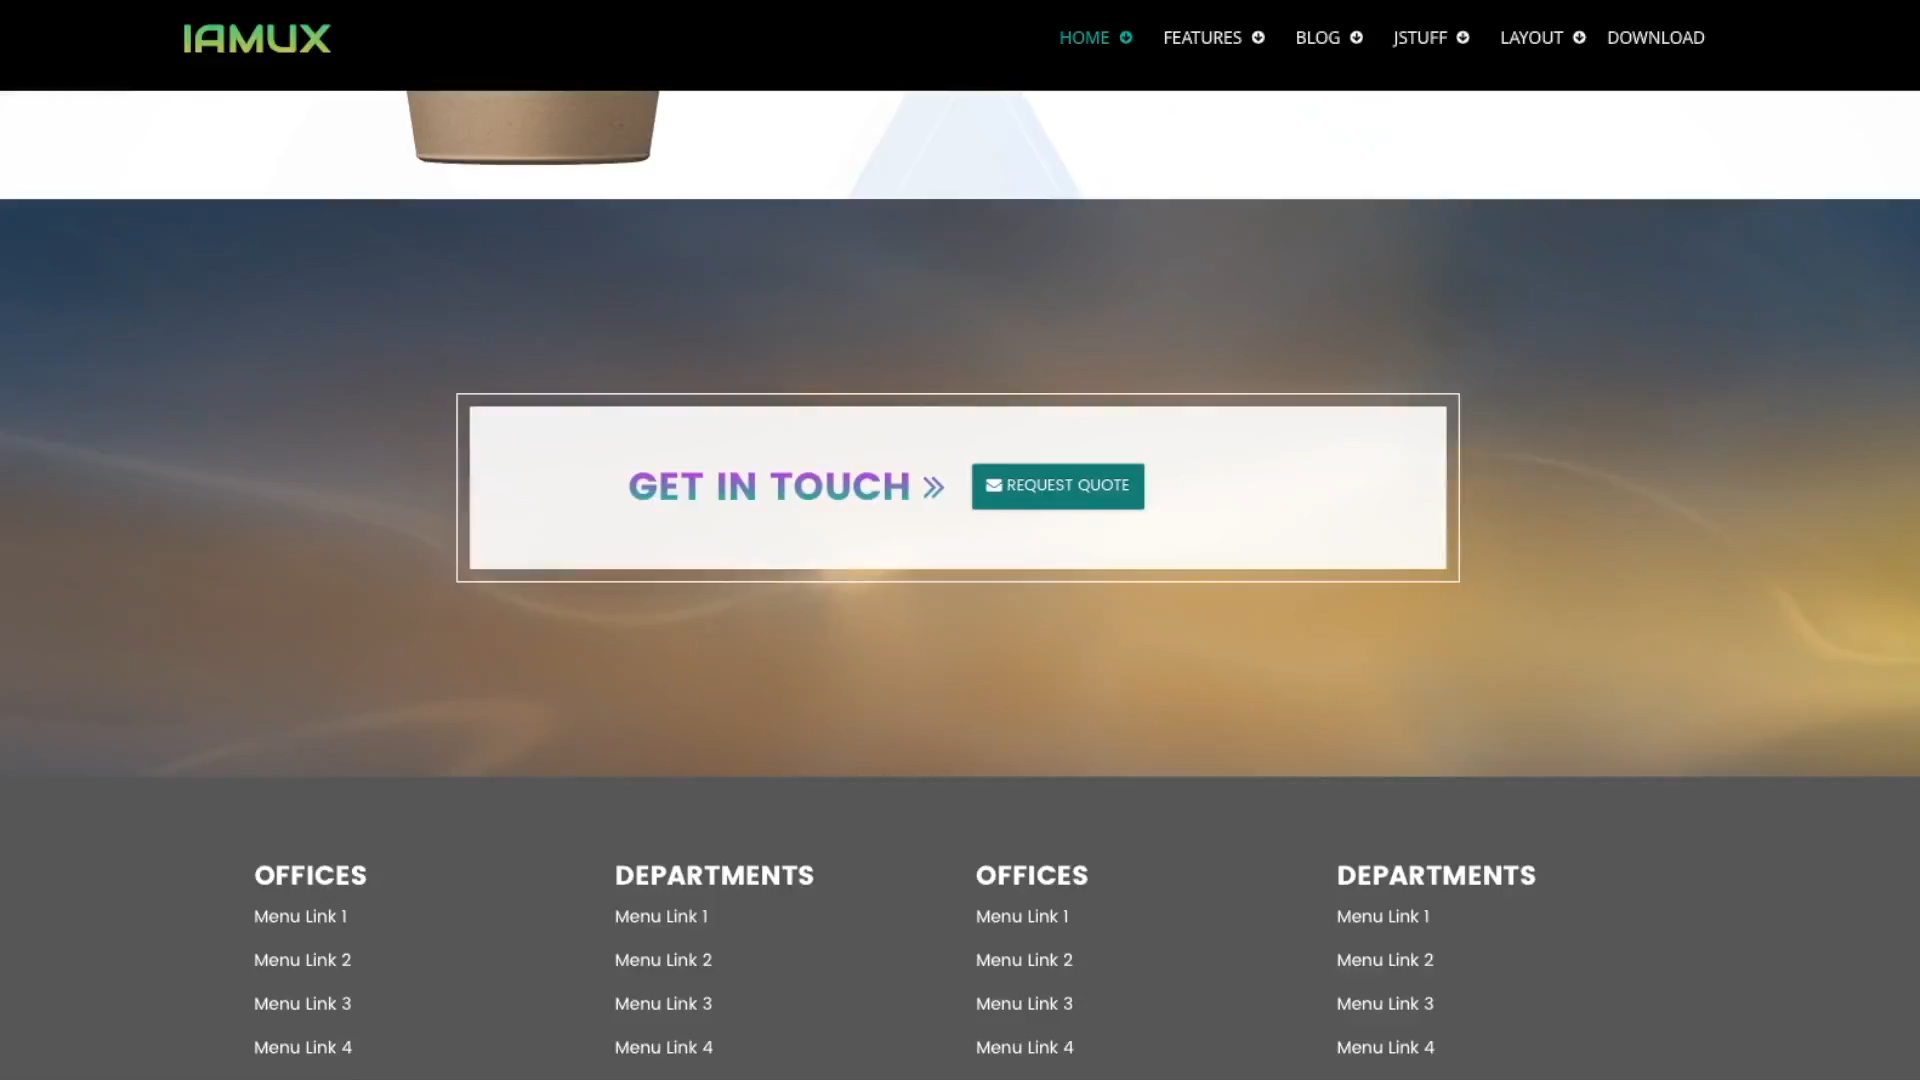 IAMUX
HOME FEATURES BLOG JSTUFF LAYOUT DOWNLOAD
GET IN TOUCH
REQUEST QUOTE
OFFICES DEPARTMENTS OFFICES DEPARTMENTS
Menu Link 1 Menu Link 1 Menu Link 1 Menu Link 1
Menu Link 2 Menu Link 2 Menu Link 2 Menu Link 2
Menu Link 3 Menu Link 3 Menu Link 3 Menu Link 3
Menu Link 4 Menu Link 4 Menu Link 4 Menu Link 4